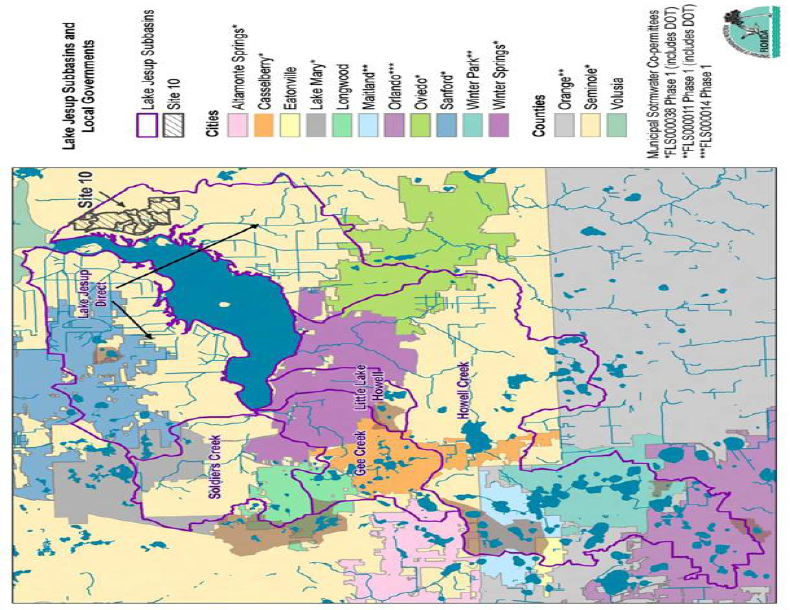 Lake Jesup Subbasins and
Local Governments
Lake Jesup Subbasins
Site 10
Cities
Altamonte Springs*
Casselberry*
Eatonville
Lake Mary*
Longwood
Maitland**
Orlando***
Oviedo*
Sanford*
Winter Park**
Winter Springs*
Counties
Orange**
Seminole*
Volusia
Municipal Sotrmwater Co-permittees
*FLS000038 Phase 1 (includes DOT)
**FLS000011 Phase 1 (includes DOT)
***FLS000014 Phase 1
FLORIDA
Site 10
Lake Jesup
Direct
Soldiers Creek
Gee Creek
Little Lake
Howell
Howell Creek